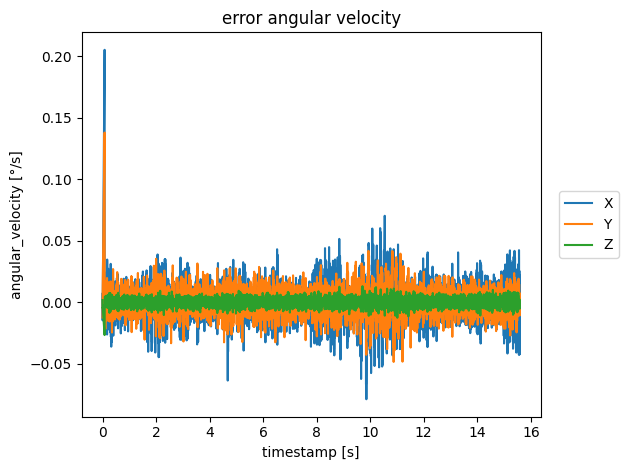 error angular velocity
angular_velocity [°/s]
0.20
0.15
0.10
0.05
0.00
−0.05
0 2 4 6 8 10 12 14 16
timestamp [s]
X
Y
Z